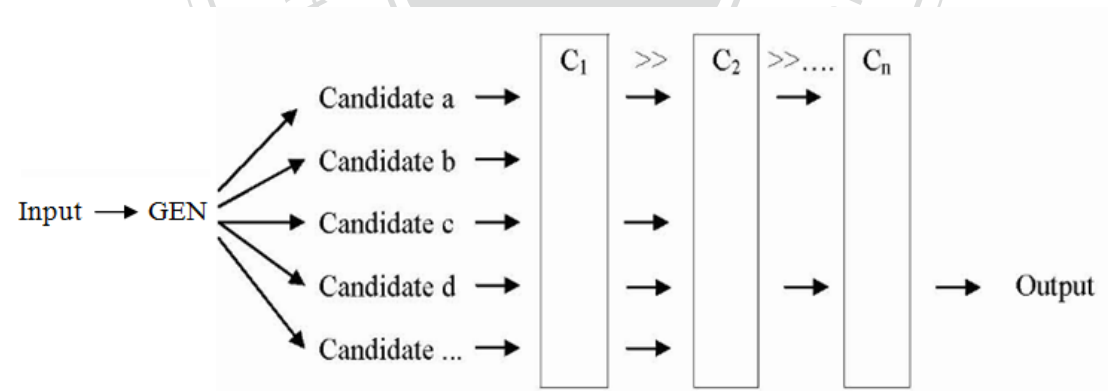 C₁ >> C₂ >>.... Cₙ
Candidate a
Candidate b
Input GEN Candidate c
Candidate d Output
Candidate ...